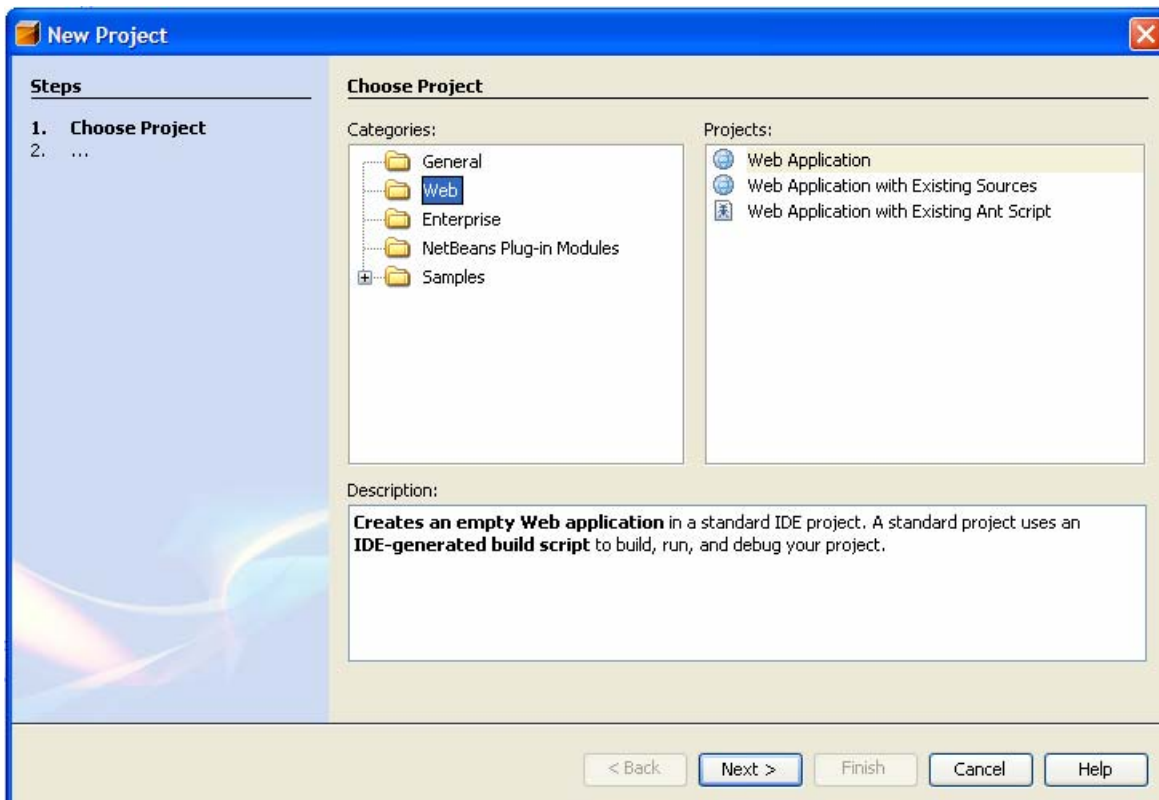 New Project
Steps
1. Choose Project
2. ...
Choose Project
Categories:
General
Web
Enterprise
NetBeans Plug-in Modules
Samples
Projects:
Web Application
Web Application with Existing Sources
Web Application with Existing Ant Script
Description:
Creates an empty Web application in a standard IDE project. A standard project uses an
IDE-generated build script to build, run, and debug your project.
< Back
Next >
Finish
Cancel
Help